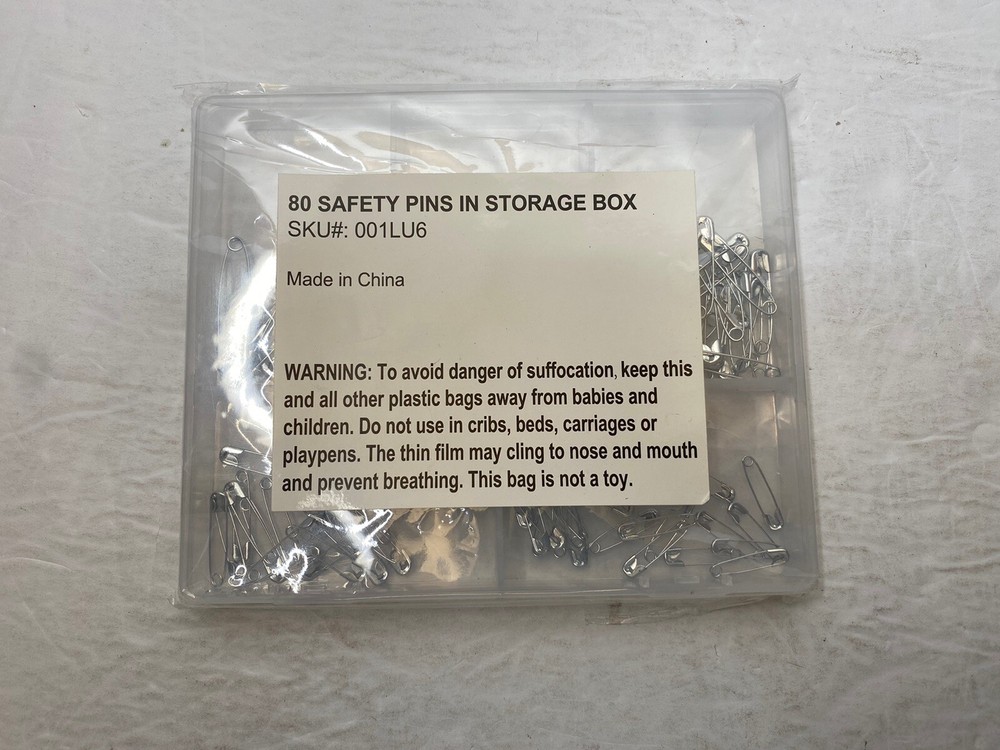 80 SAFETY PINS IN STORAGE BOX
SKU#: 001LU6
Made in China
WARNING: To avoid danger of suffocation, keep this
and all other plastic bags away from babies and
children. Do not use in cribs, beds, carriages or
playpens. The thin film may cling to nose and mouth
and prevent breathing. This bag is not a toy.